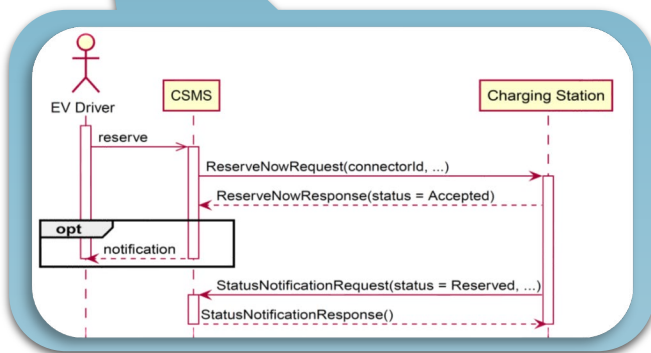 EV Driver
CSMS
Charging Station
reserve
ReserveNowRequest(connectorId, ...)
ReserveNowResponse(status = Accepted)
opt
notification
StatusNotificationRequest(status = Reserved, ...)
StatusNotificationResponse()